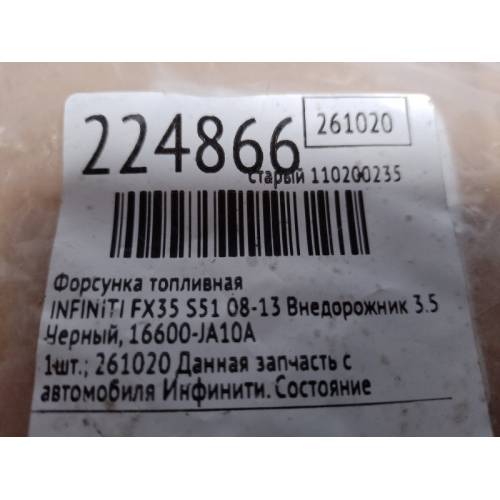 224866
261020
старый 110200235
Форсунка топливная
INFINITI FX35 S51 08-13 Внедорожник 3.5
Черный, 16600-JA10A
1шт.; 261020 Данная запчасть с
автомобиля Инфинити. Состояние